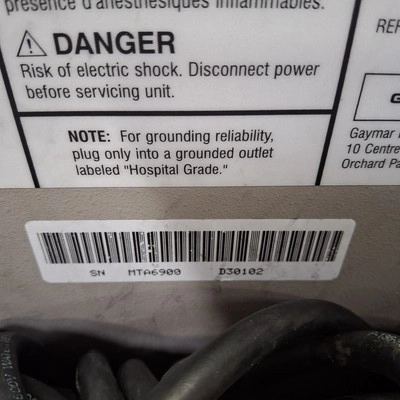 présence d'anesthésiques inflammables.
DANGER
Risk of electric shock. Disconnect power
before servicing unit.
NOTE: For grounding reliability,
plug only into a grounded outlet
labeled "Hospital Grade."
REF
G
Gaymar
10 Centre
Orchard Pa
SN MTA6900 D30102